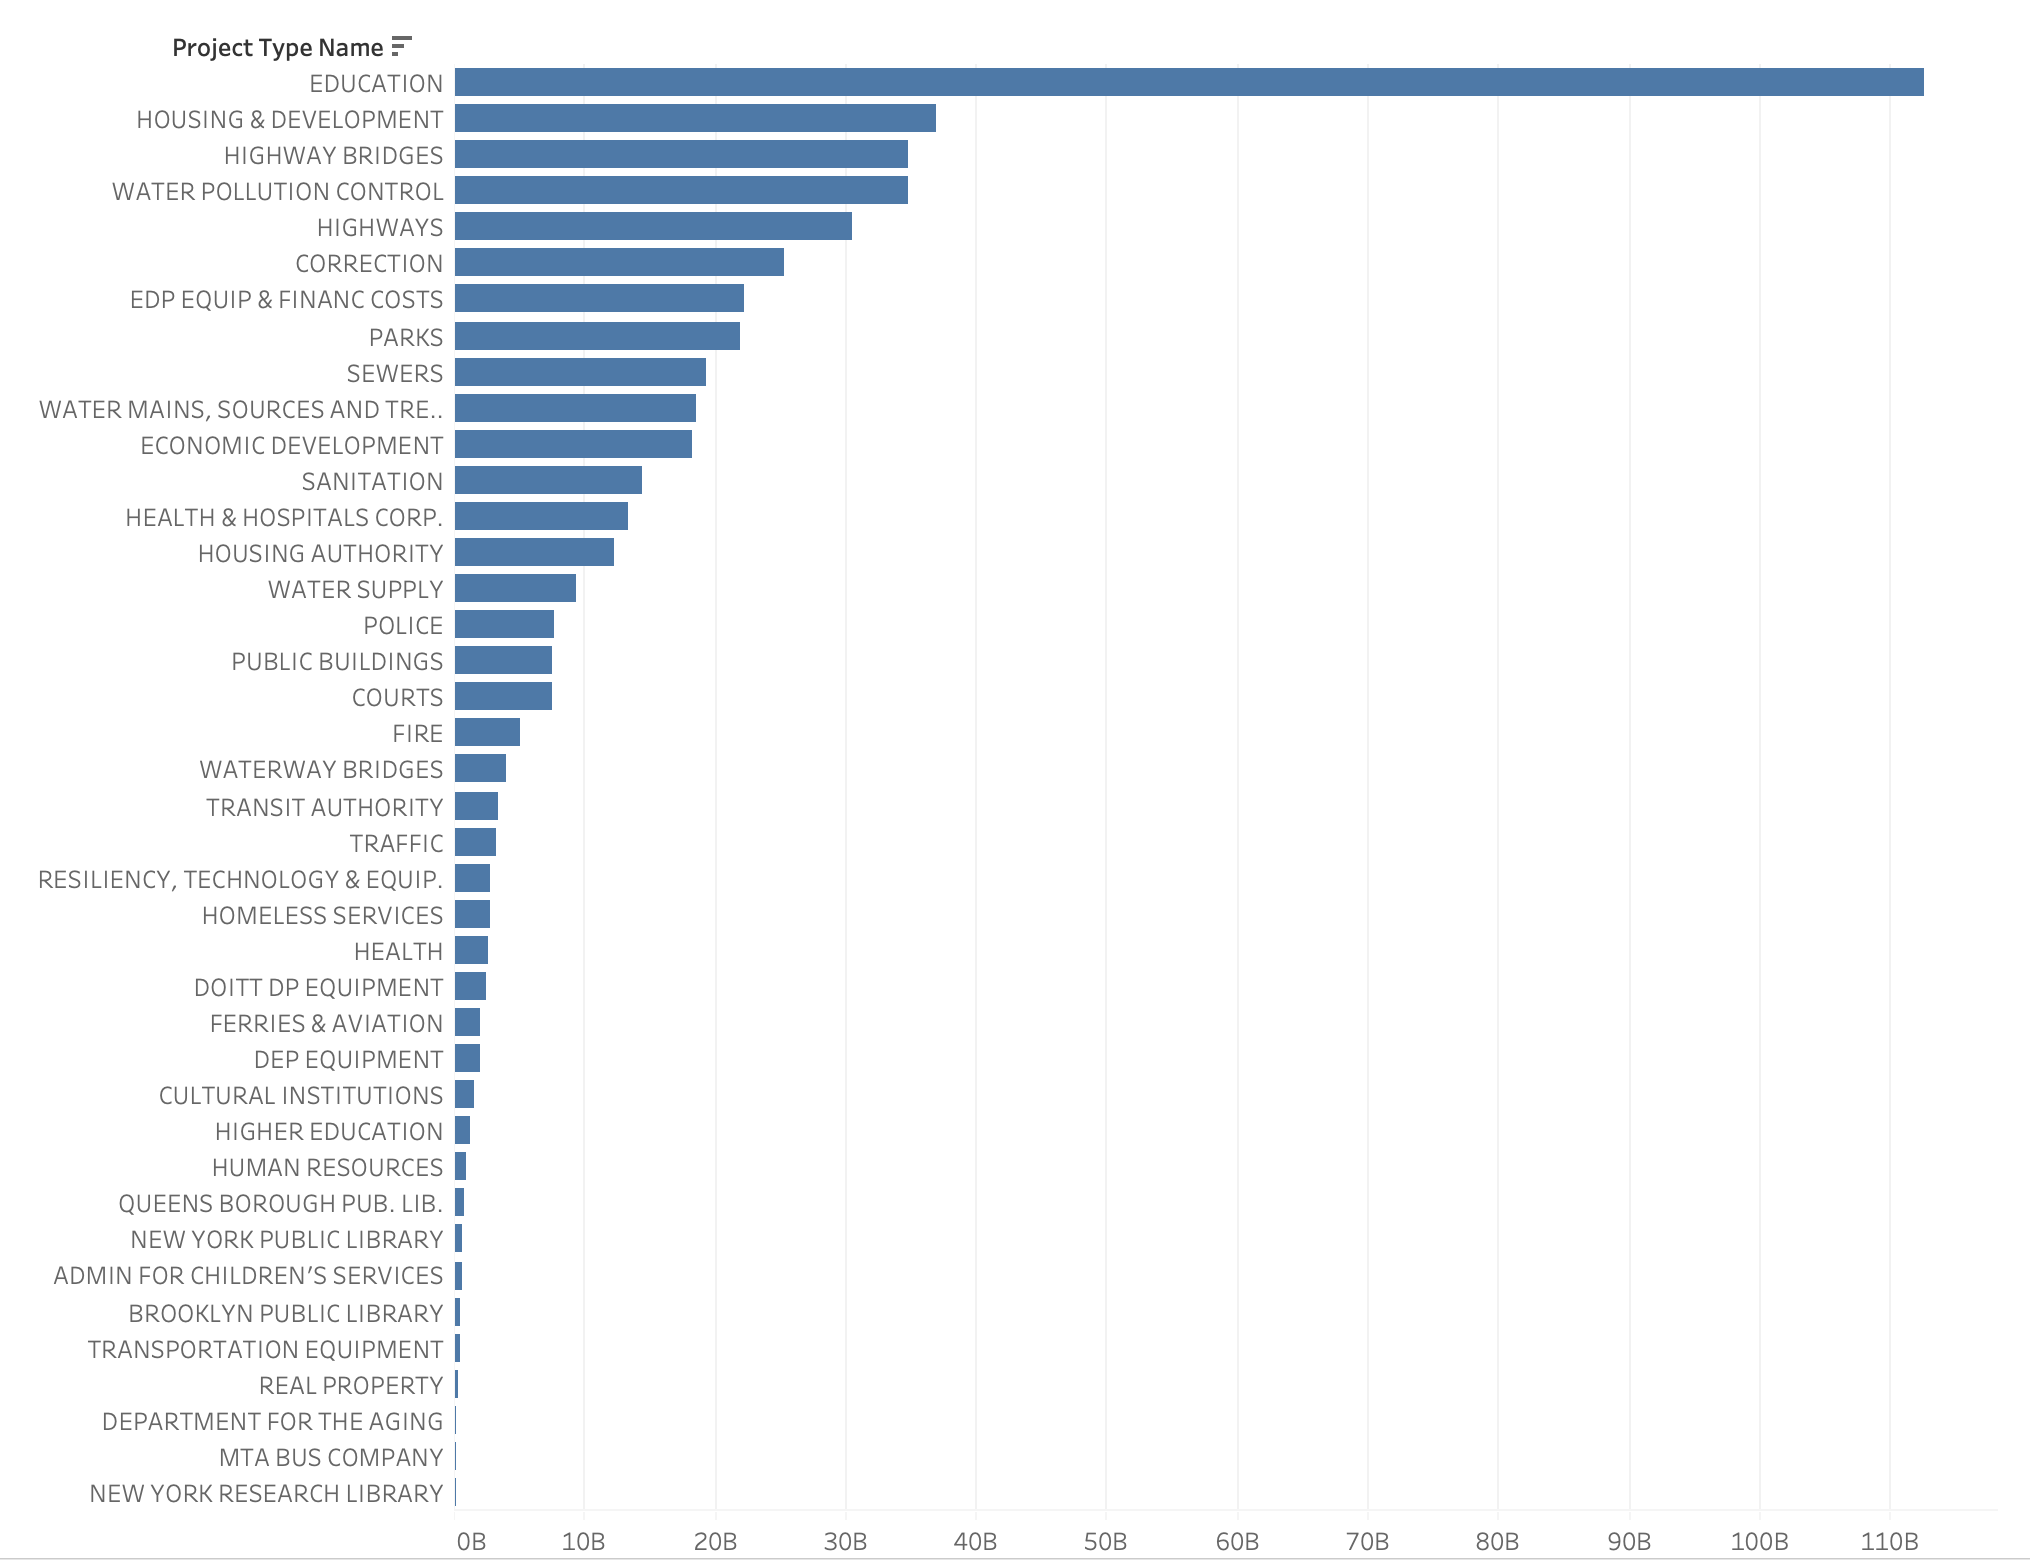 Project Type Name
EDUCATION
HOUSING & DEVELOPMENT
HIGHWAY BRIDGES
WATER POLLUTION CONTROL
HIGHWAYS
CORRECTION
EDP EQUIP & FINANC COSTS
PARKS
SEWERS
WATER MAINS, SOURCES AND TRE..
ECONOMIC DEVELOPMENT
SANITATION
HEALTH & HOSPITALS CORP.
HOUSING AUTHORITY
WATER SUPPLY
POLICE
PUBLIC BUILDINGS
COURTS
FIRE
WATERWAY BRIDGES
TRANSIT AUTHORITY
TRAFFIC
RESILIENCY, TECHNOLOGY & EQUIP.
HOMELESS SERVICES
HEALTH
DOITT DP EQUIPMENT
FERRIES & AVIATION
DEP EQUIPMENT
CULTURAL INSTITUTIONS
HIGHER EDUCATION
HUMAN RESOURCES
QUEENS BOROUGH PUB. LIB.
NEW YORK PUBLIC LIBRARY
ADMIN FOR CHILDREN’S SERVICES
BROOKLYN PUBLIC LIBRARY
TRANSPORTATION EQUIPMENT
REAL PROPERTY
DEPARTMENT FOR THE AGING
MTA BUS COMPANY
NEW YORK RESEARCH LIBRARY
0B 10B 20B 30B 40B 50B 60B 70B 80B 90B 100B 110B